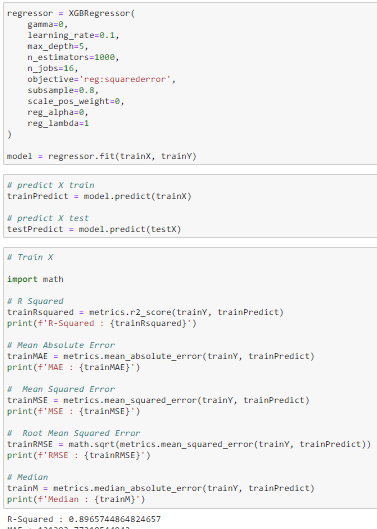 regressor = XGBRegressor(
    gamma=0,
    learning_rate=0.1,
    max_depth=5,
    n_estimators=1000,
    n_jobs=16,
    objective='reg:squarederror',
    subsample=0.8,
    scale_pos_weight=0,
    reg_alpha=0,
    reg_lambda=1
)
model = regressor.fit(trainX, trainY)
# predict X train
trainPredict = model.predict(trainX)
# predict X test
testPredict = model.predict(testX)
# Train X
import math
# R Squared
trainRsquared = metrics.r2_score(trainY, trainPredict)
print(f'R-Squared : {trainRsquared}')
# Mean Absolute Error
trainMAE = metrics.mean_absolute_error(trainY, trainPredict)
print(f'MAE : {trainMAE}')
#  Mean Squared Error
trainMSE = metrics.mean_squared_error(trainY, trainPredict)
print(f'MSE : {trainMSE}')
#  Root Mean Squared Error
trainRMSE = math.sqrt(metrics.mean_squared_error(trainY, trainPredict))
print(f'RMSE : {trainRMSE}')
# Median
trainM = metrics.median_absolute_error(trainY, trainPredict)
print(f'Median : {trainM}')
R-Squared : 0.8965744864824657